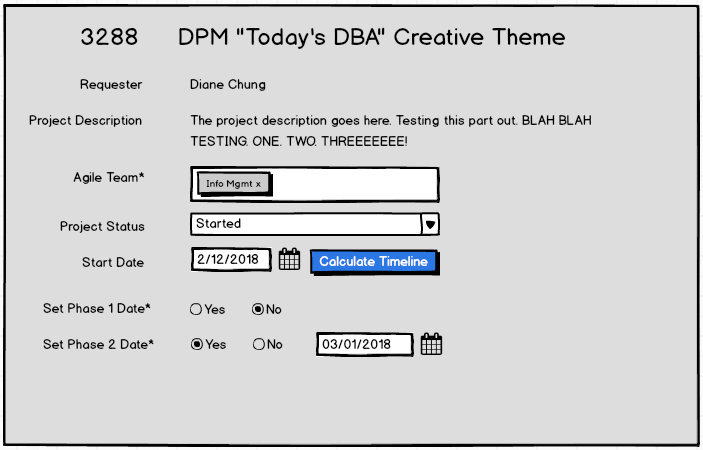 3288 DPM "Today's DBA" Creative Theme
Requester Diane Chung
Project Description The project description goes here. Testing this part out. BLAH BLAH
TESTING. ONE. TWO. THREEEEEEE!
Agile Team* Info Mgmt x
Project Status Started
Start Date 2/12/2018 Calculate Timeline
Set Phase 1 Date* Yes No
Set Phase 2 Date* Yes No 03/01/2018